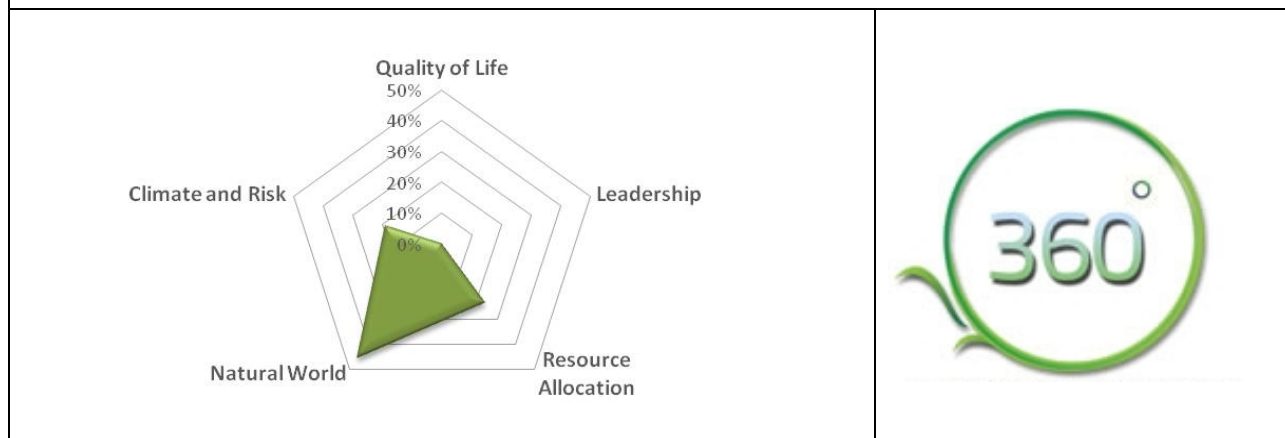 Quality of Life
50%
40%
30%
20%
10%
0%
Climate and Risk
Leadership
Natural World
Resource
Allocation
360°